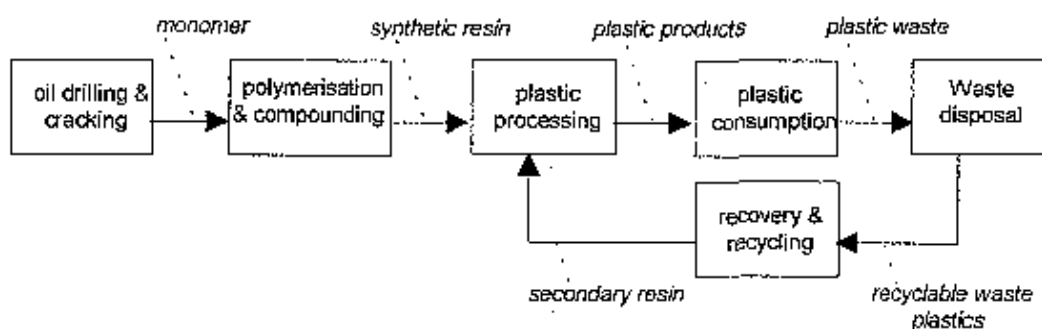 monomer
synthetic resin
plastic products
plastic waste
oil drilling &
cracking
polymerisation
& compounding
plastic
processing
plastic
consumption
Waste
disposal
recovery &
recycling
secondary resin
recyclable waste
plastics